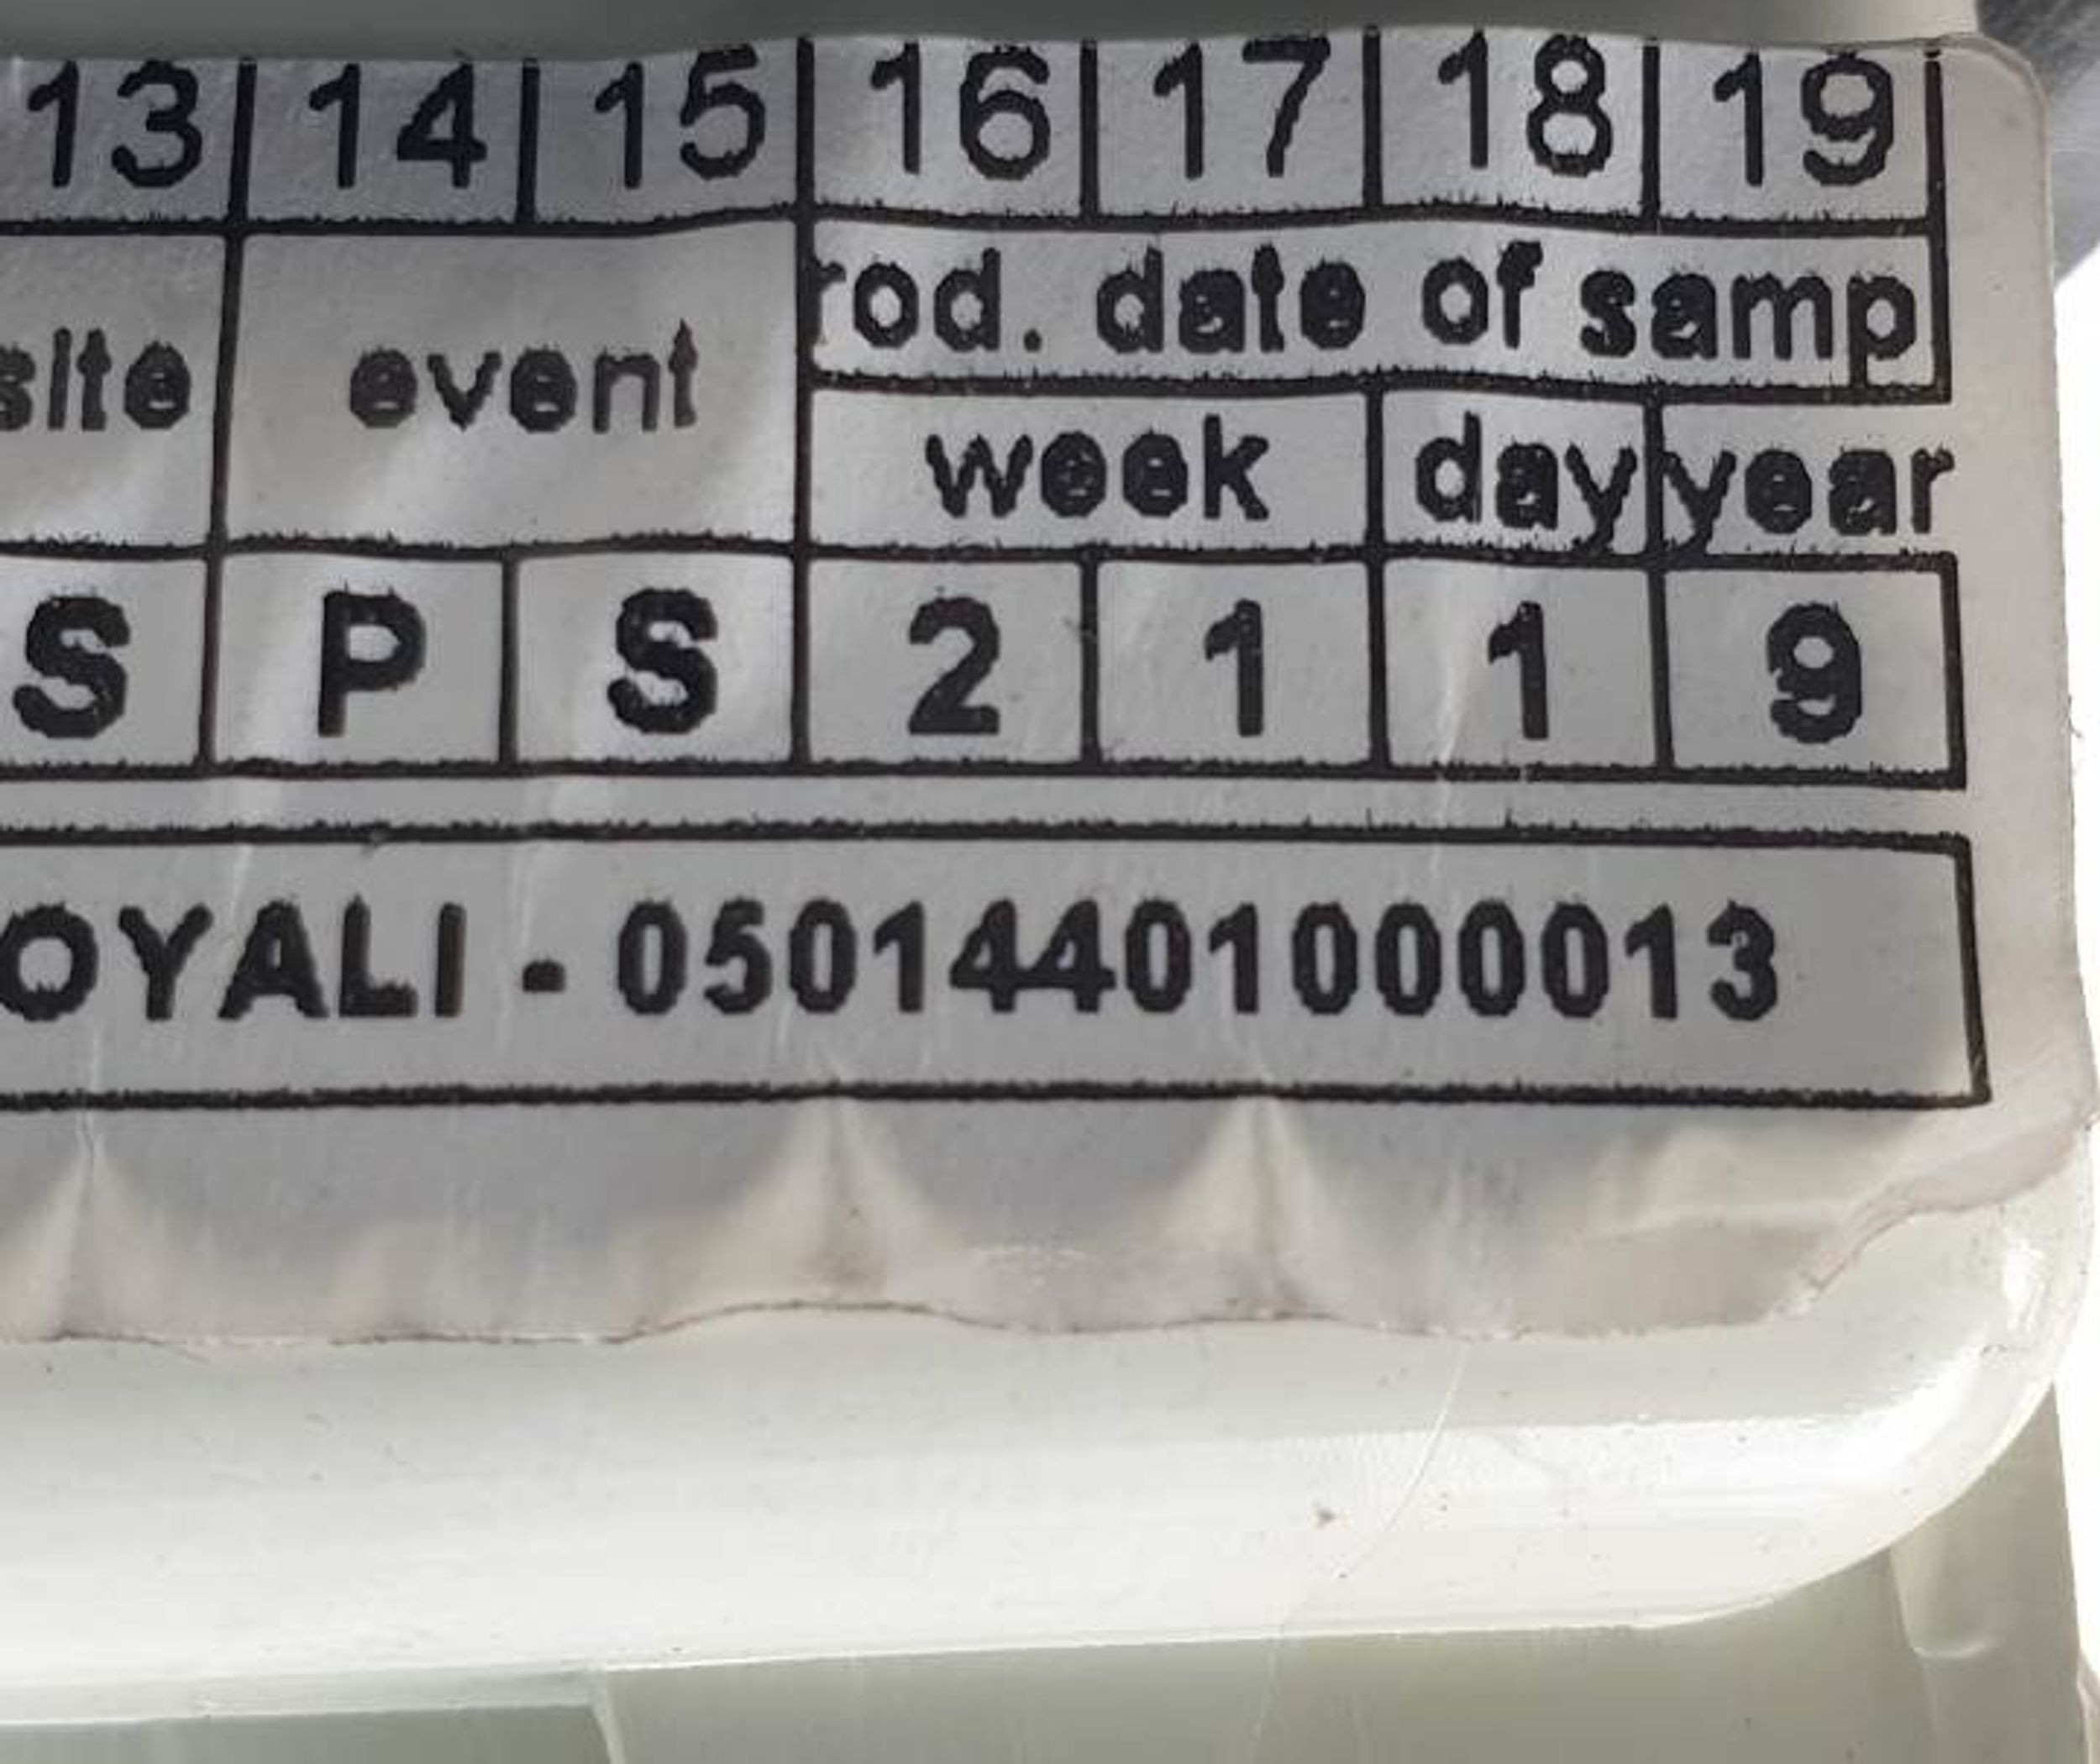 13 14 15 16 17 18 19
rod. date of samp
site event
week day year
S P S 2 1 1 9
OYALI - 05014401000013